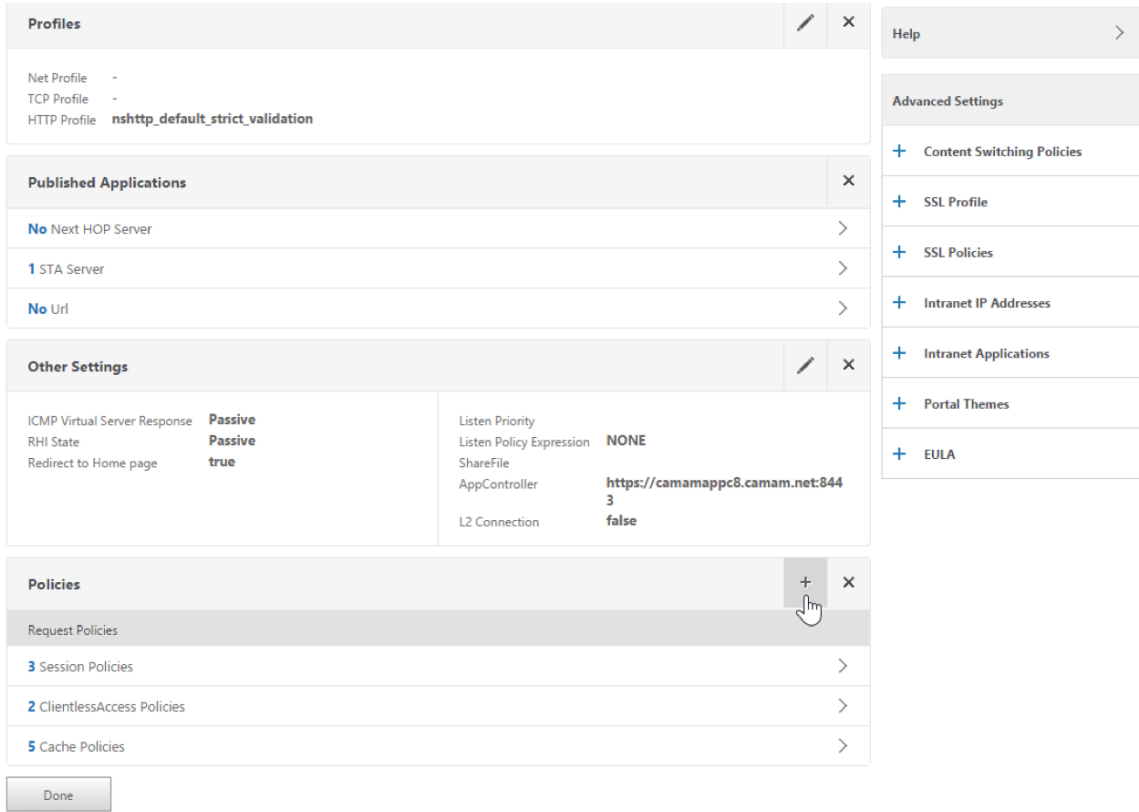 Profiles
Net Profile -
TCP Profile -
HTTP Profile nshttp_default_strict_validation
Published Applications
No Next HOP Server
1 STA Server
No Url
Other Settings
ICMP Virtual Server Response Passive
RHI State Passive
Redirect to Home page true
Listen Priority
Listen Policy Expression NONE
ShareFile
AppController https://camamappc8.camam.net:844
3
L2 Connection false
Policies
Request Policies
3 Session Policies
2 ClientlessAccess Policies
5 Cache Policies
Done
Help
Advanced Settings
Content Switching Policies
SSL Profile
SSL Policies
Intranet IP Addresses
Intranet Applications
Portal Themes
EULA